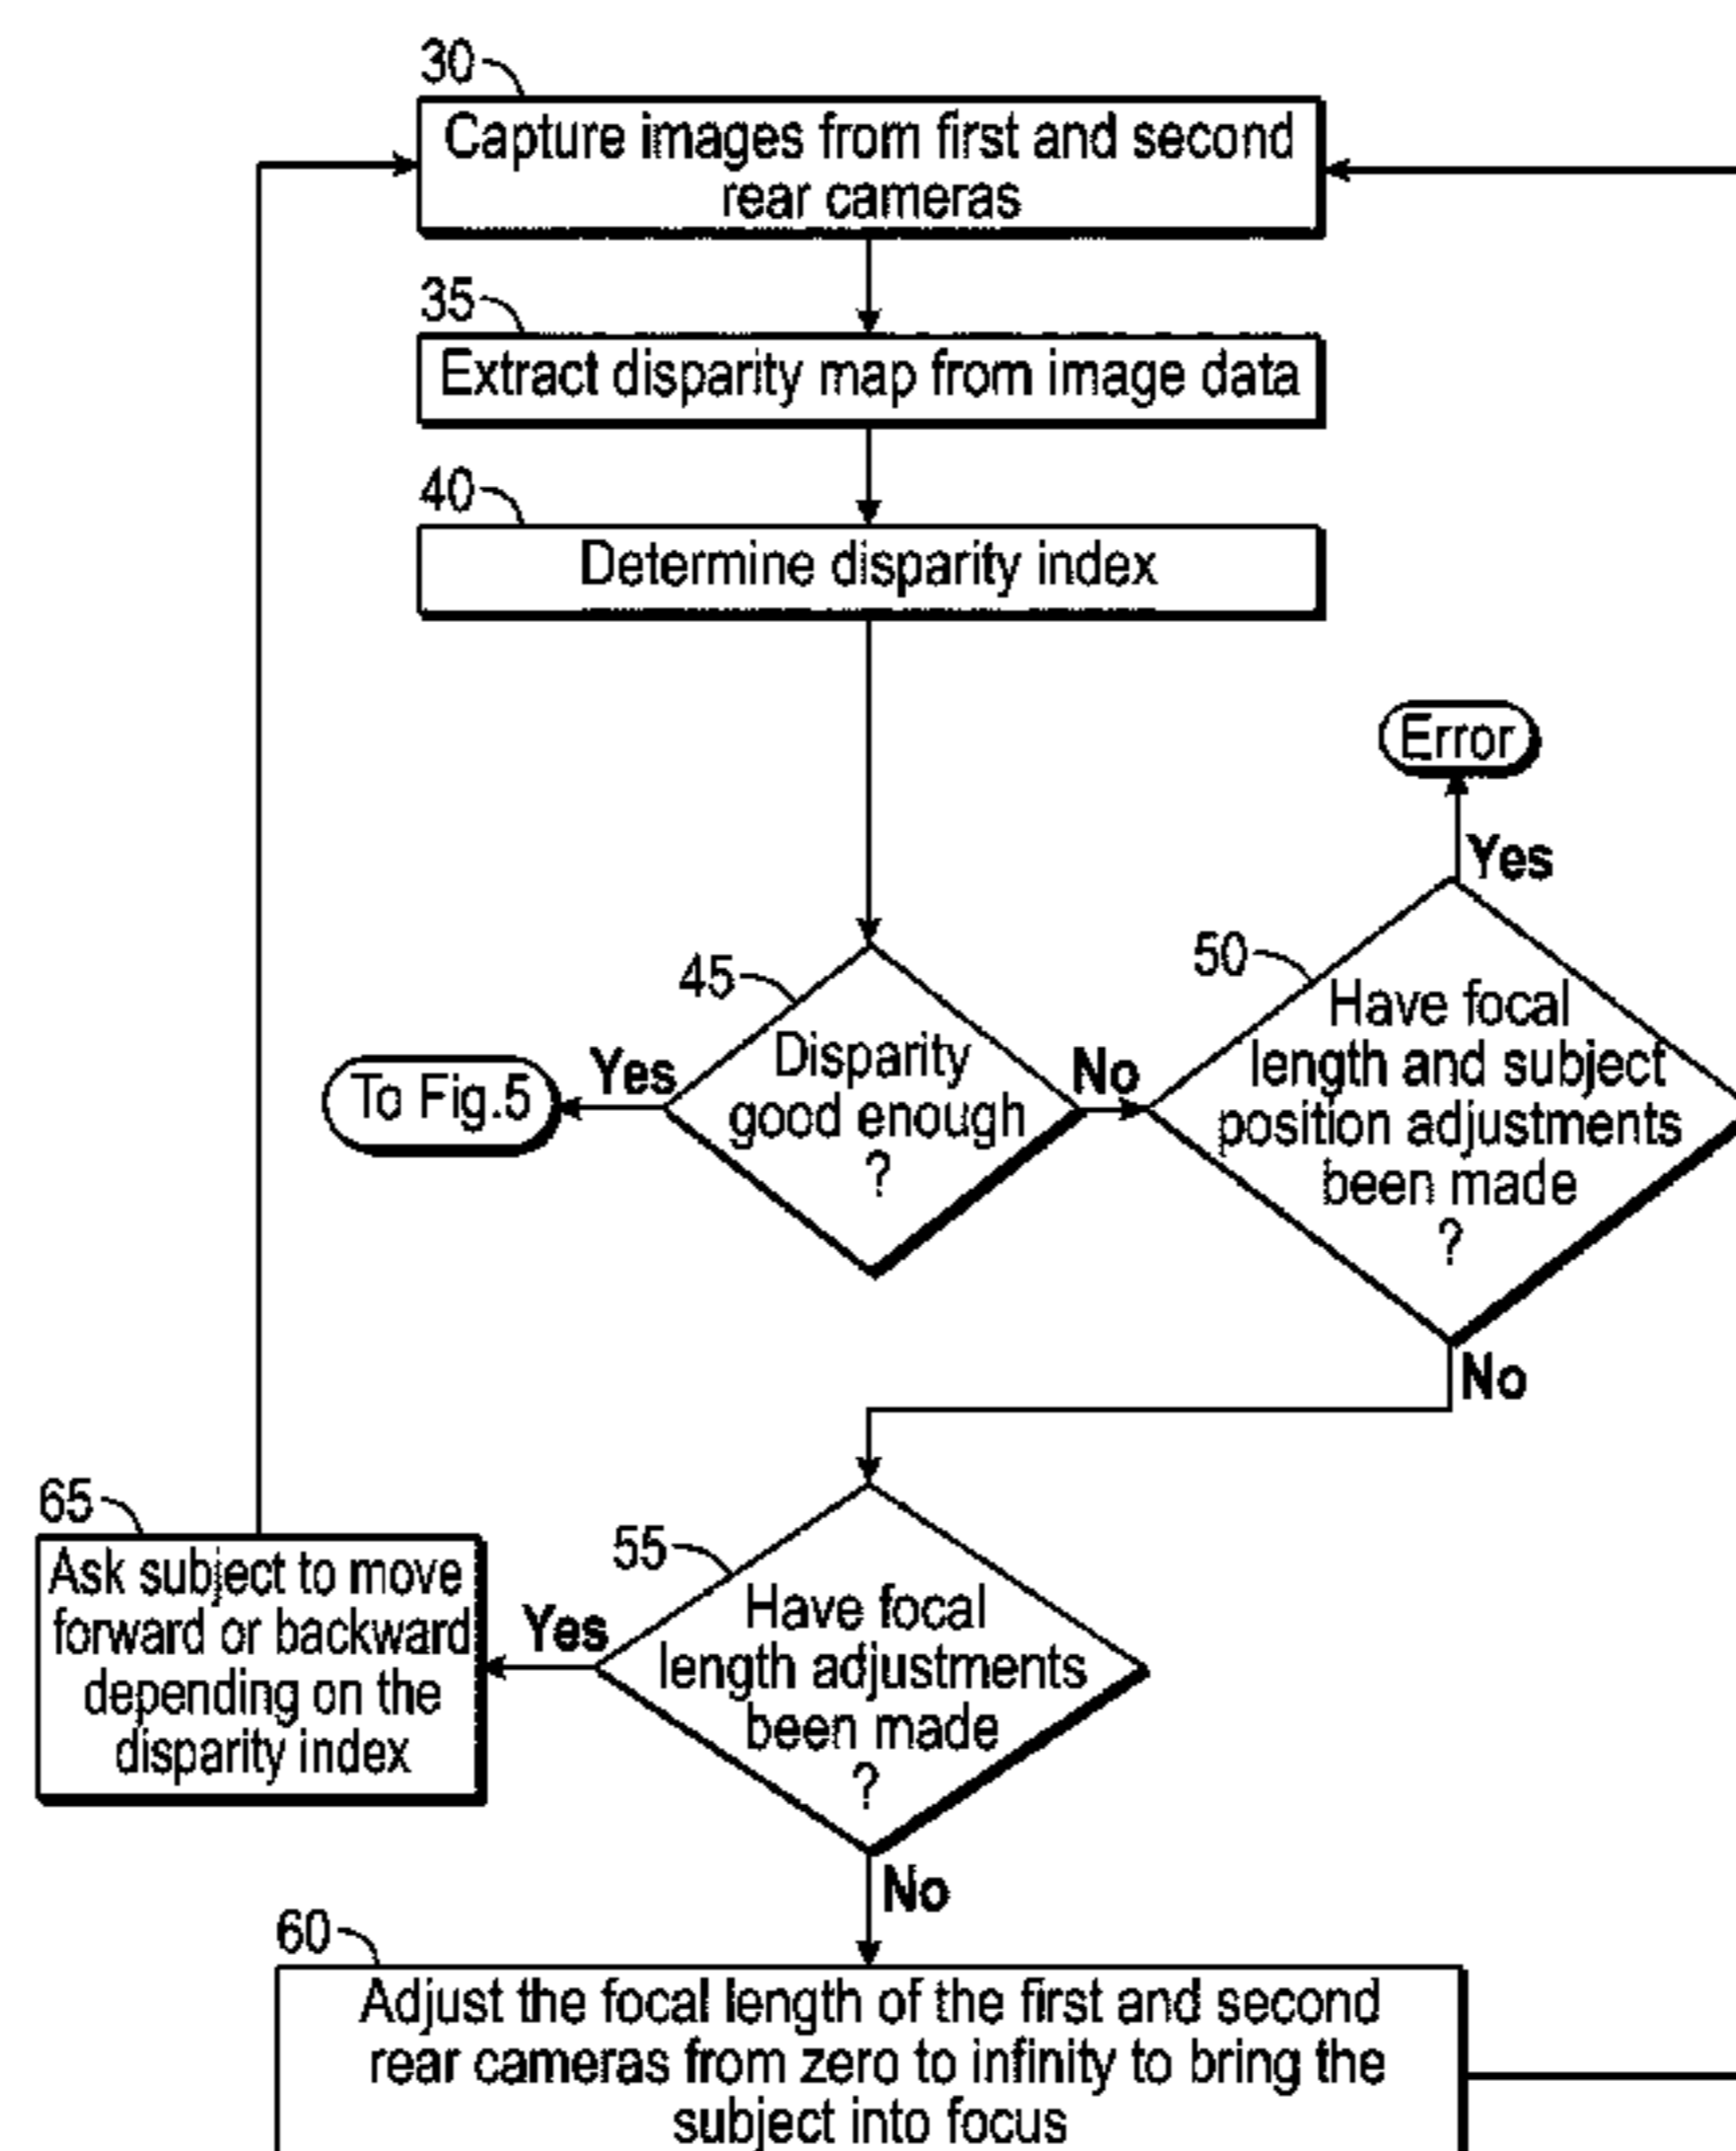 30
Capture images from first and second
rear cameras
35
Extract disparity map from image data
40
Determine disparity index
Error
Yes
45
Disparity
good enough
?
Yes
To Fig.5
No
50
Have focal
length and subject
position adjustments
been made
?
No
65
Ask subject to move
forward or backward
depending on the
disparity index
55
Have focal
length adjustments
been made
?
Yes
No
60
Adjust the focal length of the first and second
rear cameras from zero to infinity to bring the
subject into focus